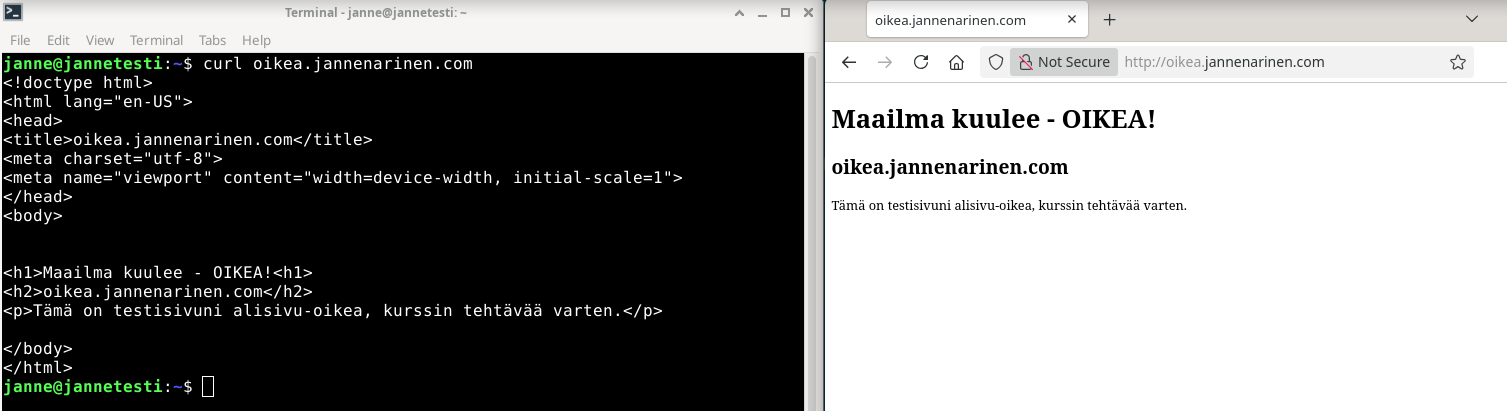 Terminal - janne@jannetesti: ~
File Edit View Terminal Tabs Help
janne@jannetesti:~$ curl oikea.jannenarinen.com
<!doctype html>
<html lang="en-US">
<head>
<title>oikea.jannenarinen.com</title>
<meta charset="utf-8">
<meta name="viewport" content="width=device-width, initial-scale=1">
</head>
<body>
<h1>Maailma kuulee - OIKEA!<h1>
<h2>oikea.jannenarinen.com</h2>
<p>Tämä on testisivuni alisivu-oikea, kurssin tehtävää varten.</p>
</body>
</html>
janne@jannetesti:~$
oikea.jannenarinen.com
Not Secure http://oikea.jannenarinen.com
Maailma kuulee - OIKEA!
oikea.jannenarinen.com
Tämä on testisivuni alisivu-oikea, kurssin tehtävää varten.